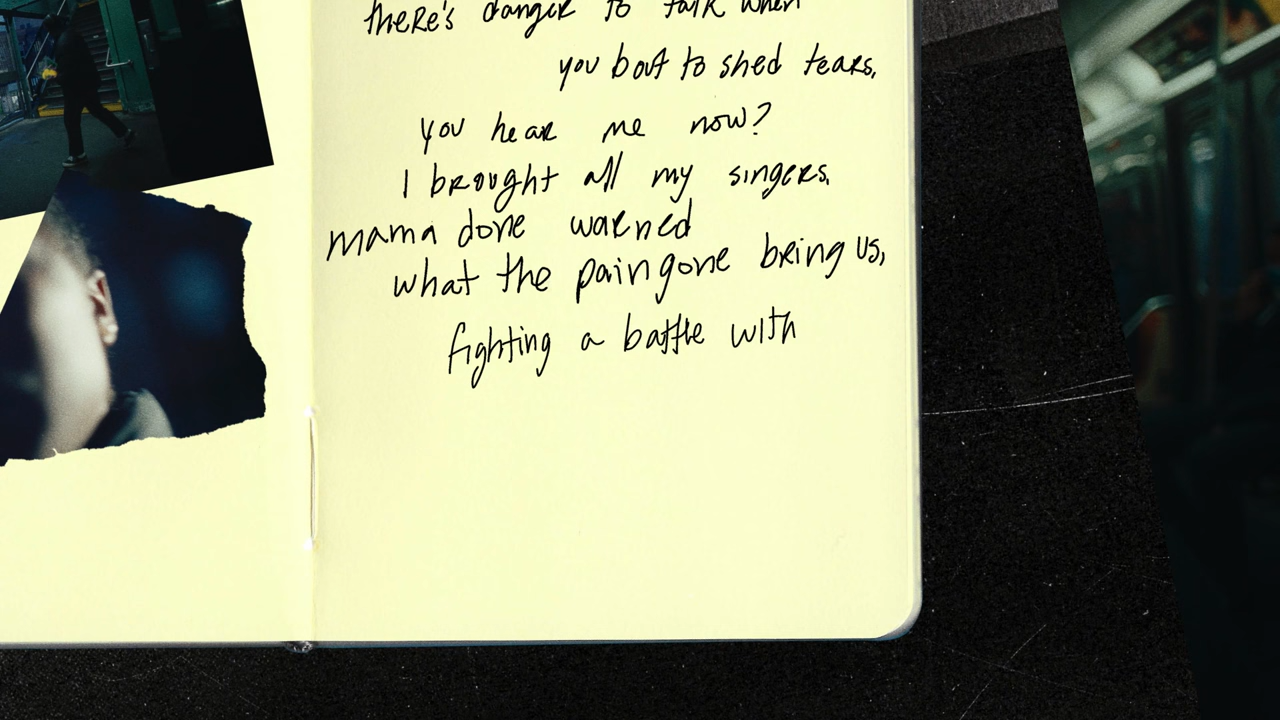 there's danger to talk when
you bout to shed tears,
you hear me now?
I brought all my singers,
mama done warned
what the pain gone bring us,
fighting a battle with